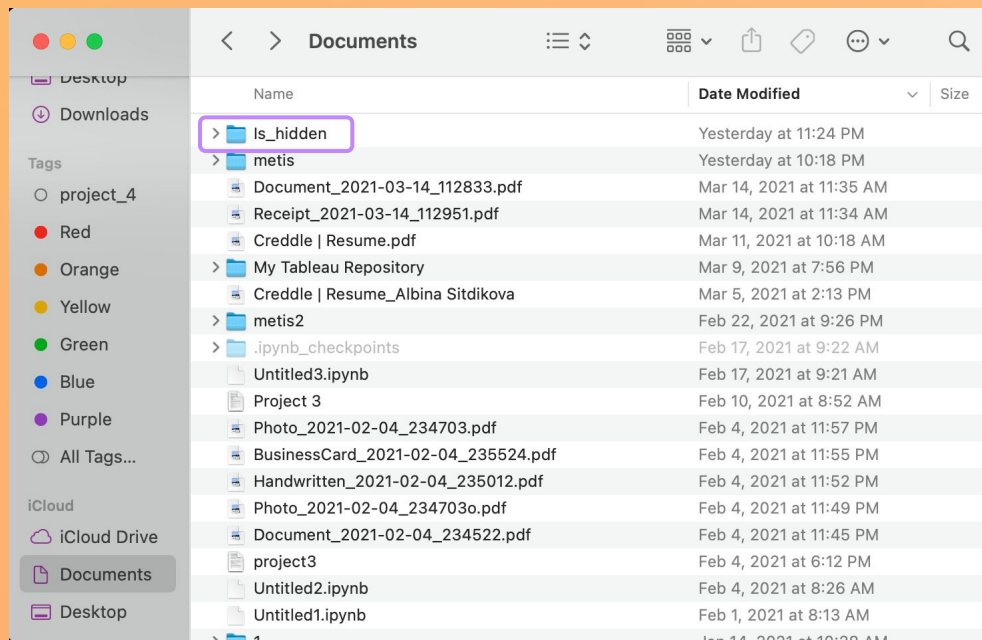 Documents
Desktop
Downloads
Tags
project_4
Red
Orange
Yellow
Green
Blue
Purple
All Tags...
iCloud
iCloud Drive
Documents
Desktop
Name Date Modified Size
Is_hidden Yesterday at 11:24 PM
metis Yesterday at 10:18 PM
Document_2021-03-14_112833.pdf Mar 14, 2021 at 11:35 AM
Receipt_2021-03-14_112951.pdf Mar 14, 2021 at 11:34 AM
Creddle | Resume.pdf Mar 11, 2021 at 10:18 AM
My Tableau Repository Mar 9, 2021 at 7:56 PM
Creddle | Resume_Albina Sitdikova Mar 5, 2021 at 2:13 PM
metis2 Feb 22, 2021 at 9:26 PM
.ipynb_checkpoints Feb 17, 2021 at 9:22 AM
Untitled3.ipynb Feb 17, 2021 at 9:21 AM
Project 3 Feb 10, 2021 at 8:52 AM
Photo_2021-02-04_234703.pdf Feb 4, 2021 at 11:57 PM
BusinessCard_2021-02-04_235524.pdf Feb 4, 2021 at 11:55 PM
Handwritten_2021-02-04_235012.pdf Feb 4, 2021 at 11:52 PM
Photo_2021-02-04_234703o.pdf Feb 4, 2021 at 11:49 PM
Document_2021-02-04_234522.pdf Feb 4, 2021 at 11:45 PM
project3 Feb 4, 2021 at 6:12 PM
Untitled2.ipynb Feb 4, 2021 at 8:26 AM
Untitled1.ipynb Feb 1, 2021 at 8:13 AM